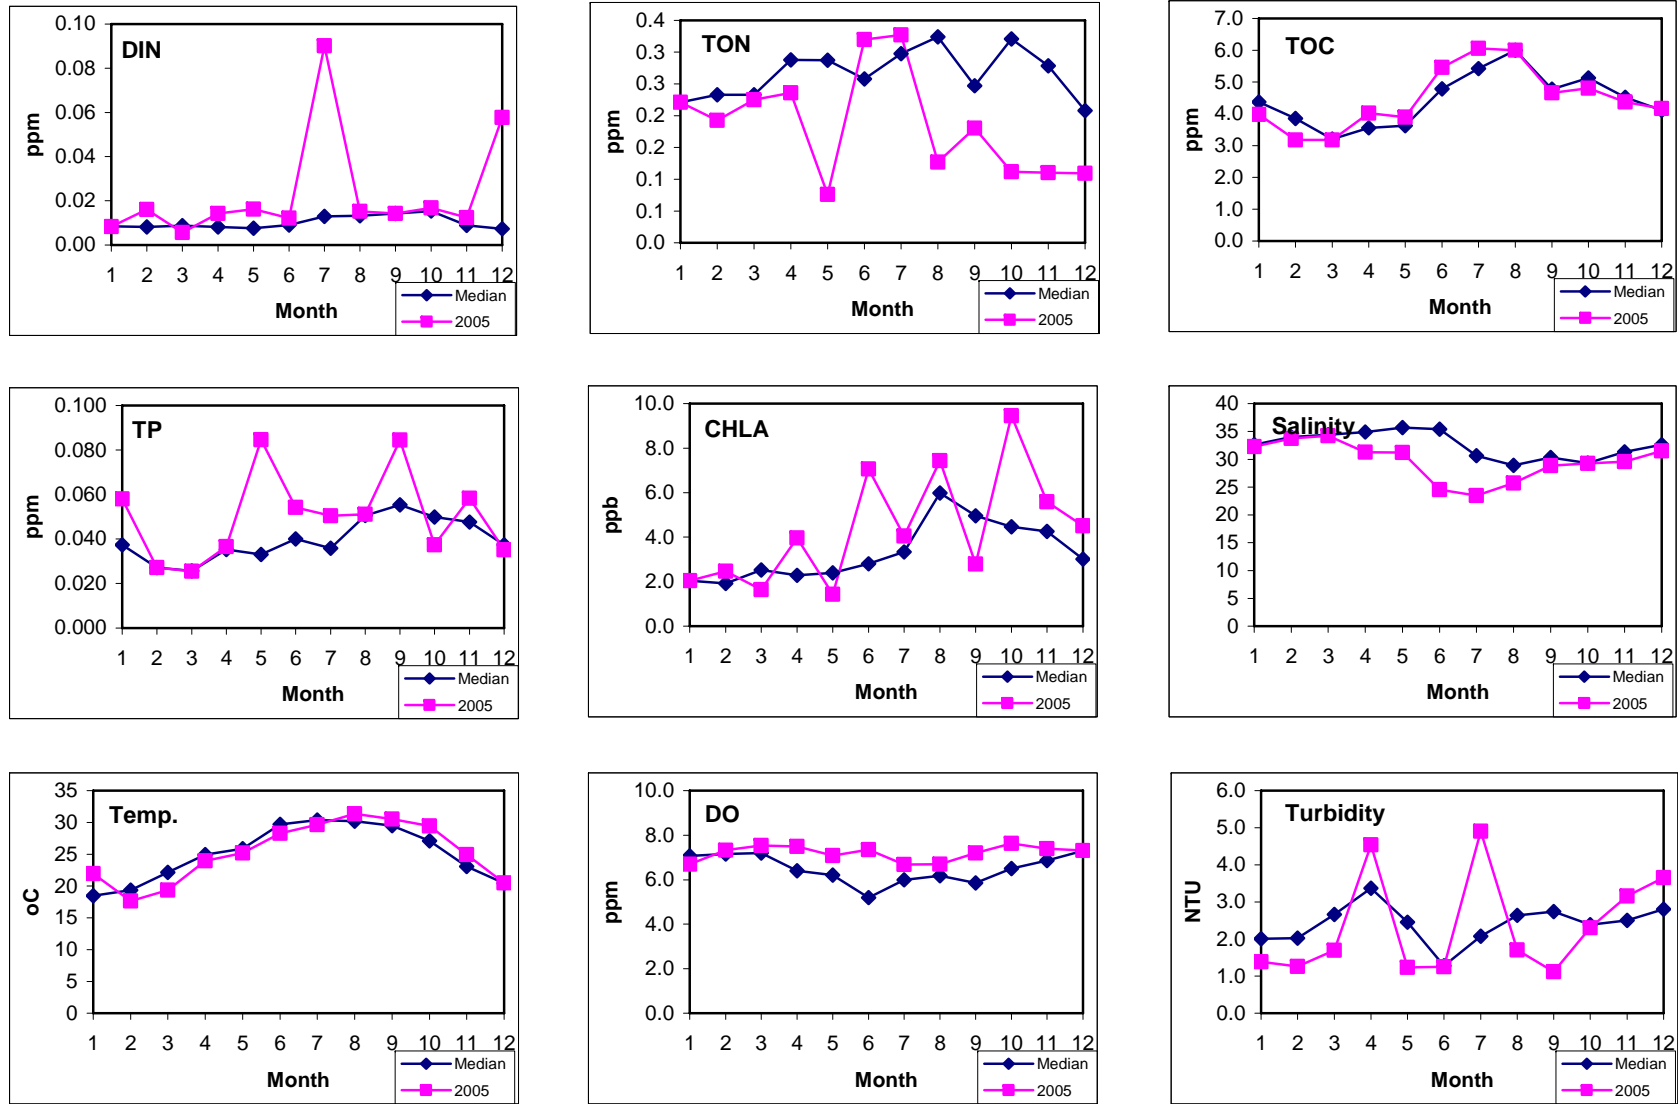 DIN
ppm
0.10
0.08
0.06
0.04
0.02
0.00
1 2 3 4 5 6 7 8 9 10 11 12
Month
Median
2005
TON
ppm
0.4
0.3
0.3
0.2
0.2
0.1
0.1
0.0
1 2 3 4 5 6 7 8 9 10 11 12
Month
Median
2005
TOC
ppm
7.0
6.0
5.0
4.0
3.0
2.0
1.0
0.0
1 2 3 4 5 6 7 8 9 10 11 12
Month
Median
2005
TP
ppm
0.100
0.080
0.060
0.040
0.020
0.000
1 2 3 4 5 6 7 8 9 10 11 12
Month
Median
2005
CHLA
ppb
10.0
8.0
6.0
4.0
2.0
0.0
1 2 3 4 5 6 7 8 9 10 11 12
Month
Median
2005
Salinity
40
35
30
25
20
15
10
5
0
1 2 3 4 5 6 7 8 9 10 11 12
Month
Median
2005
Temp.
oC
35
30
25
20
15
10
5
0
1 2 3 4 5 6 7 8 9 10 11 12
Month
Median
2005
DO
ppm
10.0
8.0
6.0
4.0
2.0
0.0
1 2 3 4 5 6 7 8 9 10 11 12
Month
Median
2005
Turbidity
NTU
6.0
5.0
4.0
3.0
2.0
1.0
0.0
1 2 3 4 5 6 7 8 9 10 11 12
Month
Median
2005